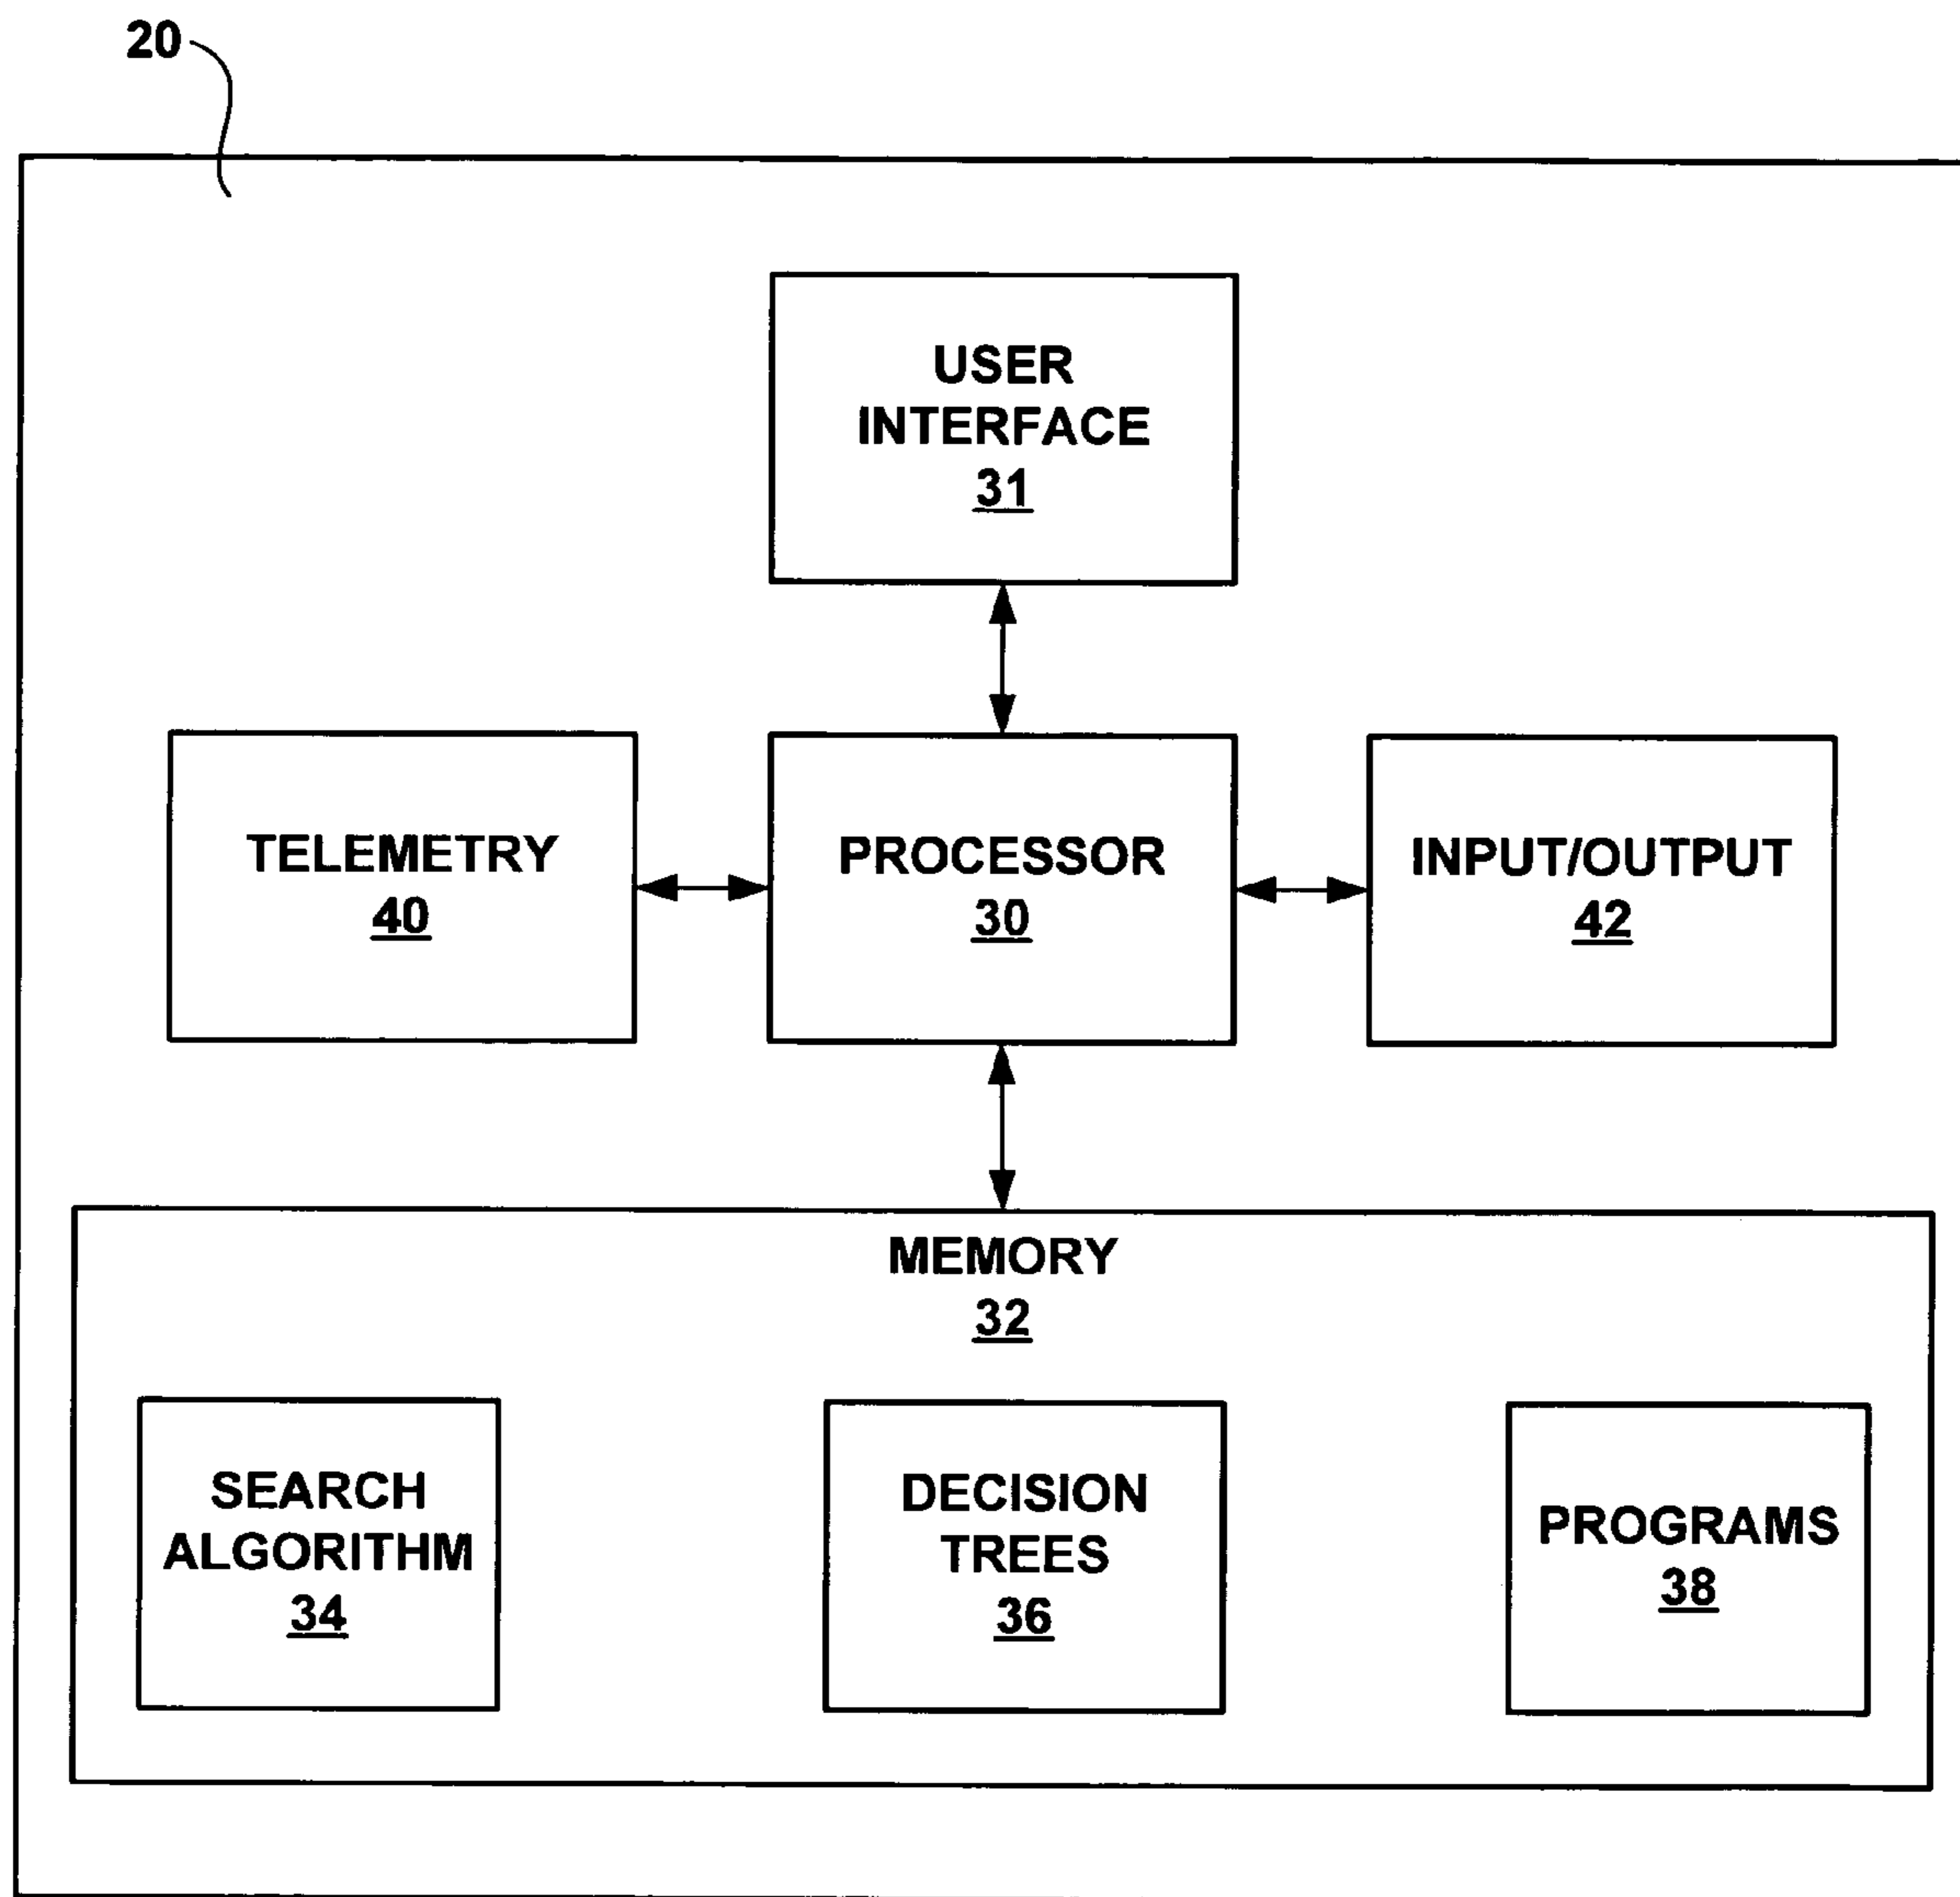 20
USER
INTERFACE
31
TELEMETRY
40
PROCESSOR
30
INPUT/OUTPUT
42
MEMORY
32
SEARCH
ALGORITHM
34
DECISION
TREES
36
PROGRAMS
38